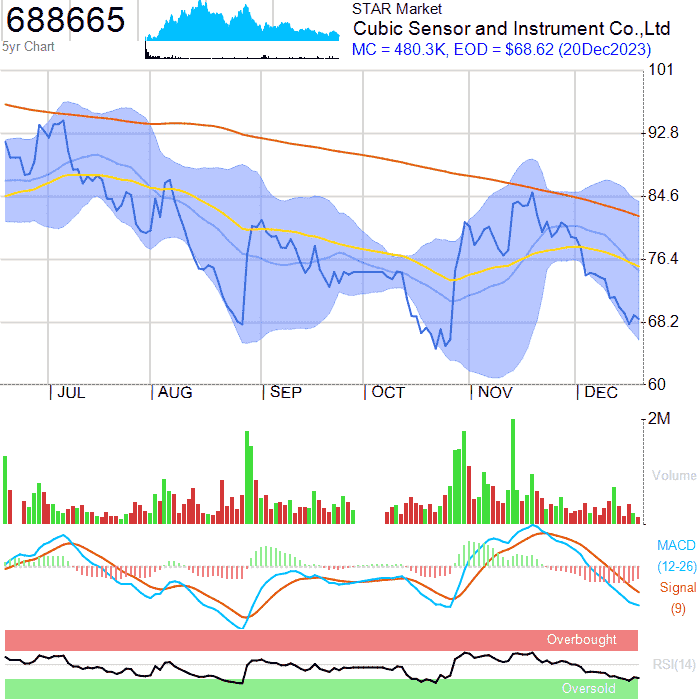 688665
5yr Chart
STAR Market
Cubic Sensor and Instrument Co.,Ltd
MC = 480.3K, EOD = $68.62 (20Dec2023)
101
92.8
84.6
76.4
68.2
60
JUL AUG SEP OCT NOV DEC
2M
Volume
MACD
(12-26)
Signal
(9)
Overbought
RSI(14)
Oversold